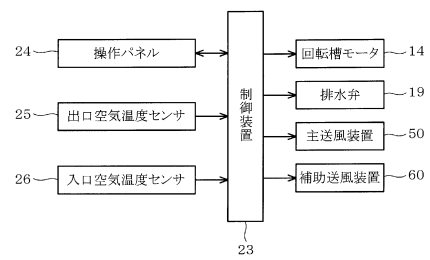 24
操作パネル
25
出口空気温度センサ
26
入口空気温度センサ
制御装置
23
回転槽モータ
14
排水弁
19
主送風装置
50
補助送風装置
60